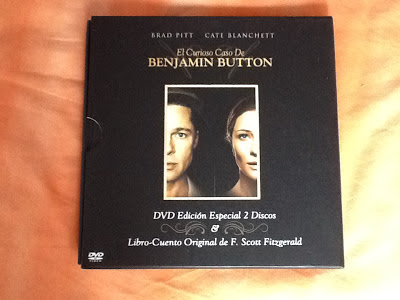 BRAD PITT CATE BLANCHETT
El Curioso Caso De
BENJAMIN BUTTON
DVD Edición Especial 2 Discos
&
Libro-Cuento Original de F. Scott Fitzgerald
DVD